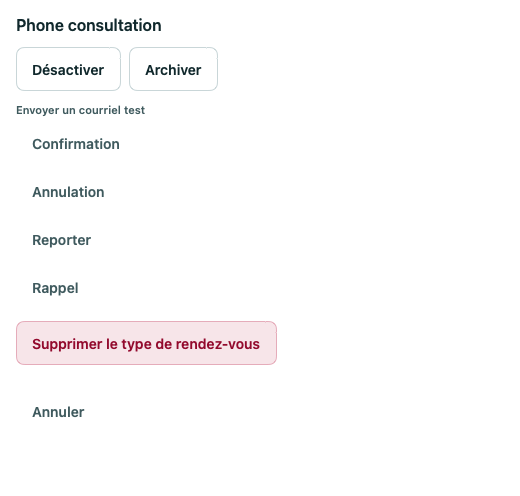 Phone consultation
Désactiver
Archiver
Envoyer un courriel test
Confirmation
Annulation
Reporter
Rappel
Supprimer le type de rendez-vous
Annuler